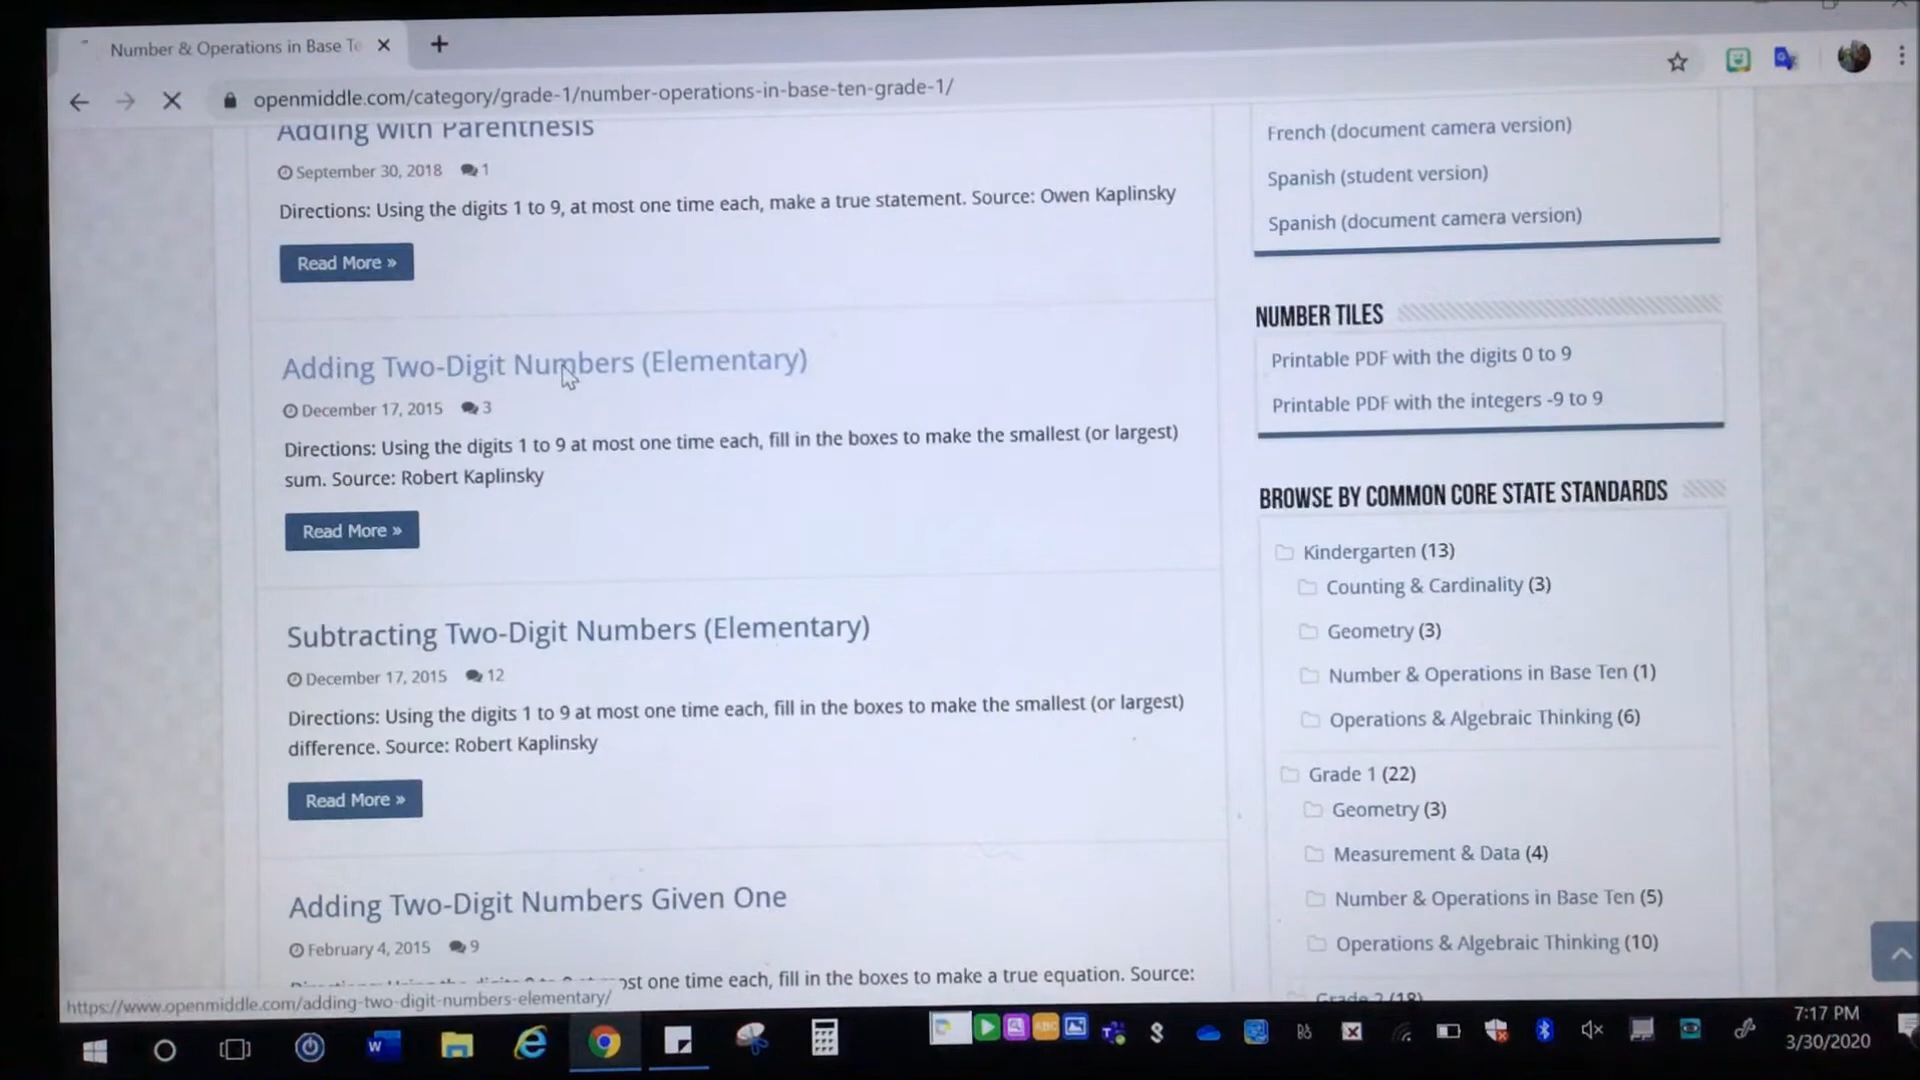 Number & Operations in Base Te
openmiddle.com/category/grade-1/number-operations-in-base-ten-grade-1/
Adding with Parenthesis
September 30, 2018 1
Directions: Using the digits 1 to 9, at most one time each, make a true statement. Source: Owen Kaplinsky
Read More »
Adding Two-Digit Numbers (Elementary)
December 17, 2015 3
Directions: Using the digits 1 to 9 at most one time each, fill in the boxes to make the smallest (or largest)
sum. Source: Robert Kaplinsky
Read More »
Subtracting Two-Digit Numbers (Elementary)
December 17, 2015 12
Directions: Using the digits 1 to 9 at most one time each, fill in the boxes to make the smallest (or largest)
difference. Source: Robert Kaplinsky
Read More »
Adding Two-Digit Numbers Given One
February 4, 2015 9
one time each, fill in the boxes to make a true equation. Source:
https://www.openmiddle.com/adding-two-digit-numbers-elementary/
French (document camera version)
Spanish (student version)
Spanish (document camera version)
NUMBER TILES
Printable PDF with the digits 0 to 9
Printable PDF with the integers -9 to 9
BROWSE BY COMMON CORE STATE STANDARDS
Kindergarten (13)
Counting & Cardinality (3)
Geometry (3)
Number & Operations in Base Ten (1)
Operations & Algebraic Thinking (6)
Grade 1 (22)
Geometry (3)
Measurement & Data (4)
Number & Operations in Base Ten (5)
Operations & Algebraic Thinking (10)
Grade 2 (18)
7:17 PM
3/30/2020